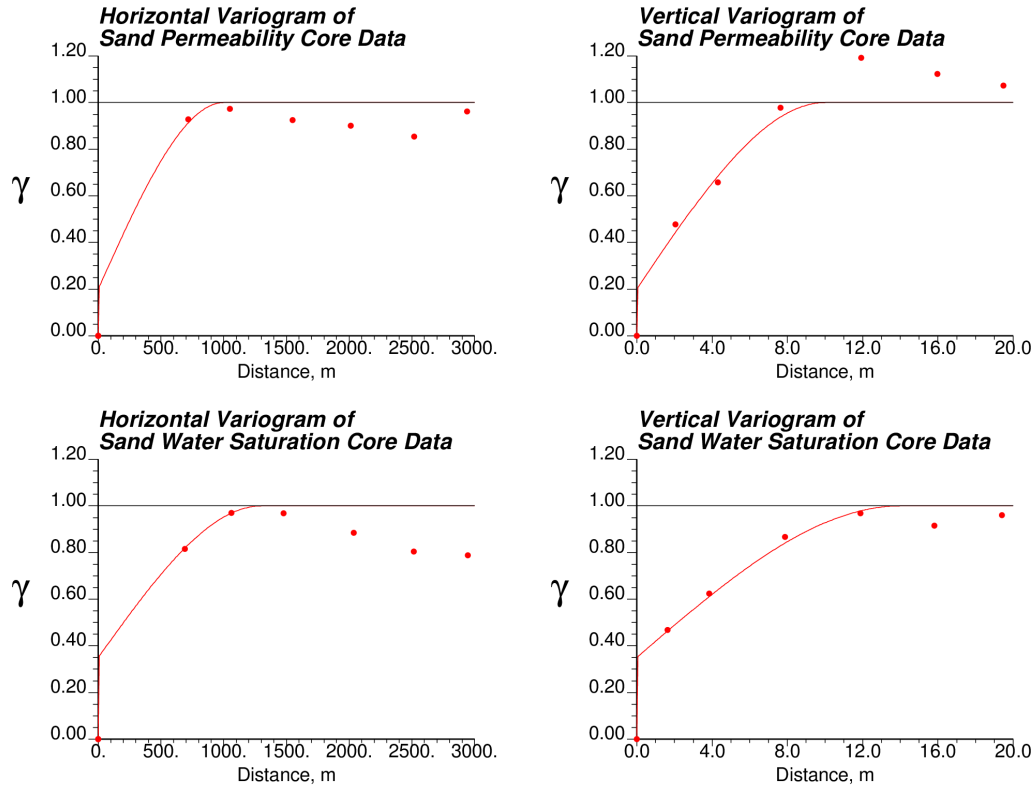 Horizontal Variogram of
Sand Permeability Core Data
1.20
1.00
0.80
0.60
0.40
0.20
0.00
γ
0. 500. 1000. 1500. 2000. 2500. 3000.
Distance, m
Vertical Variogram of
Sand Permeability Core Data
1.20
1.00
0.80
0.60
0.40
0.20
0.00
γ
0.0 4.0 8.0 12.0 16.0 20.0
Distance, m
Horizontal Variogram of
Sand Water Saturation Core Data
1.20
1.00
0.80
0.60
0.40
0.20
0.00
γ
0. 500. 1000. 1500. 2000. 2500. 3000.
Distance, m
Vertical Variogram of
Sand Water Saturation Core Data
1.20
1.00
0.80
0.60
0.40
0.20
0.00
γ
0.0 4.0 8.0 12.0 16.0 20.0
Distance, m